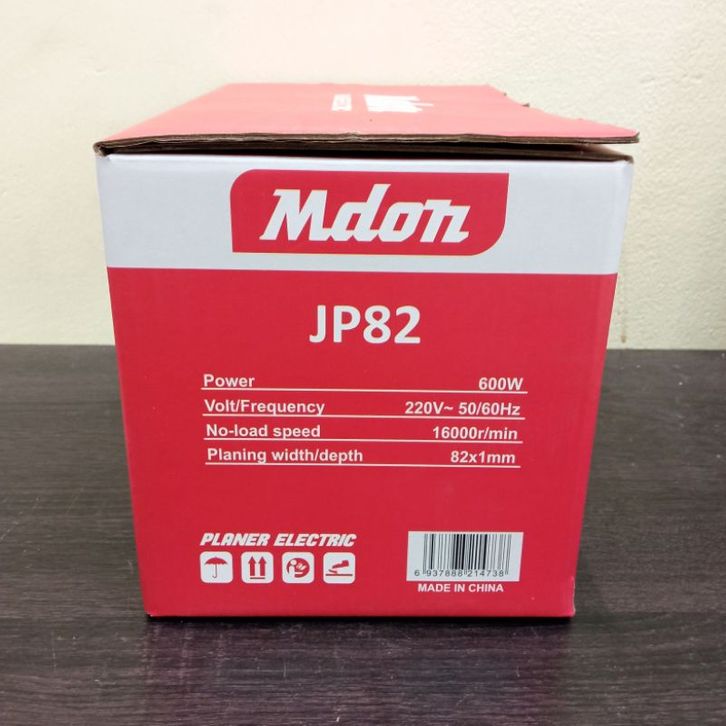 Mdon
JP82
Power 600W
Volt/Frequency 220V~ 50/60Hz
No-load speed 16000r/min
Planing width/depth 82x1mm
PLANER ELECTRIC
6 937888 214738
MADE IN CHINA